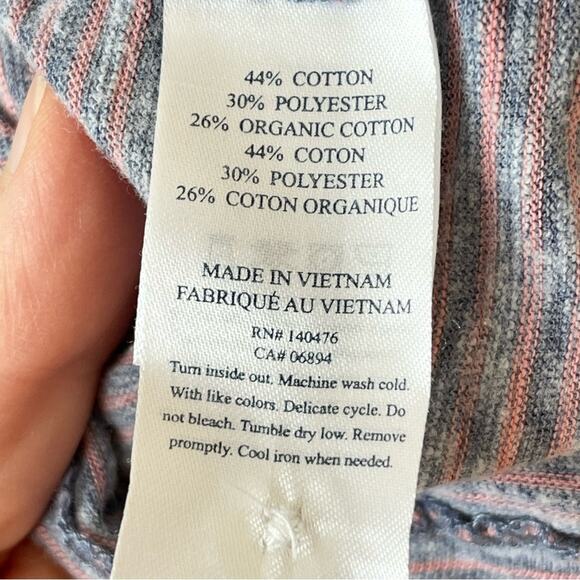 44% COTTON
30% POLYESTER
26% ORGANIC COTTON
44% COTON
30% POLYESTER
26% COTON ORGANIQUE
MADE IN VIETNAM
FABRIQUÉ AU VIETNAM
RN# 140476
CA# 06894
Turn inside out. Machine wash cold.
With like colors. Delicate cycle. Do
not bleach. Tumble dry low. Remove
promptly. Cool iron when needed.